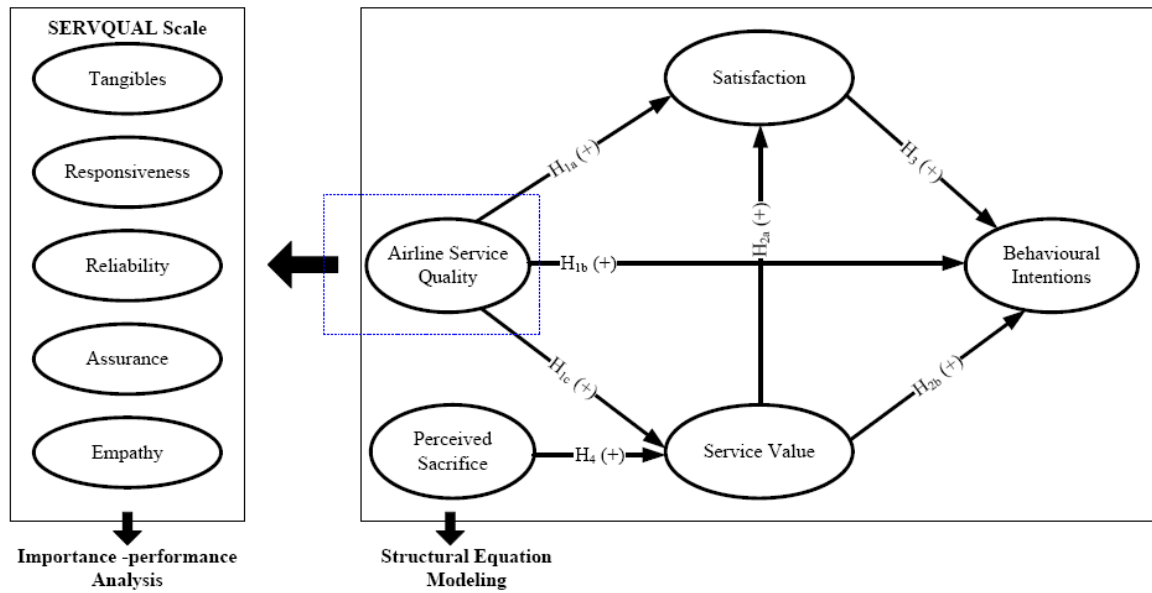 SERVQUAL Scale
Tangibles
Responsiveness
Reliability
Assurance
Empathy
Importance -performance
Analysis
Satisfaction
H1a (+)
H3 (+)
H2a (+)
Airline Service
Quality
H1b (+)
Behavioural
Intentions
H1c (+)
H2b (+)
Perceived
Sacrifice
H4 (+)
Service Value
Structural Equation
Modeling